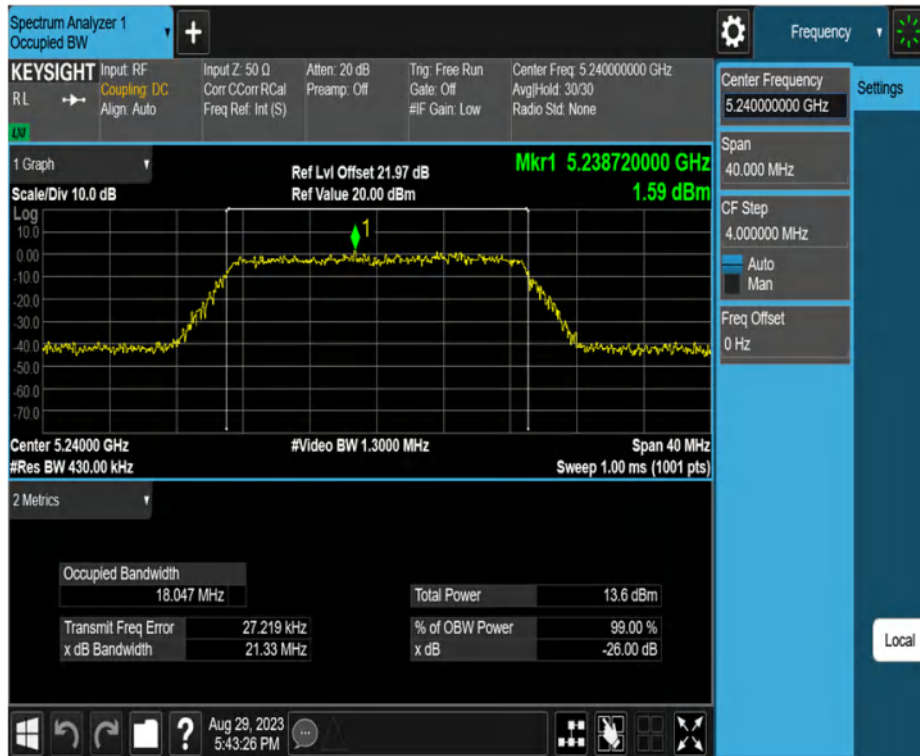 Spectrum Analyzer 1
Occupied BW
+
Frequency
KEYSIGHT
RL
LXI
Input: RF
Coupling: DC
Align: Auto
Input Z: 50 Ω
Corr CCorr RCal
Freq Ref: Int (S)
Atten: 20 dB
Preamp: Off
Trig: Free Run
Gate: Off
#IF Gain: Low
Center Freq: 5.240000000 GHz
Avg|Hold: 30/30
Radio Std: None
Center Frequency
5.240000000 GHz
Settings
Span
40.000 MHz
CF Step
4.000000 MHz
Auto
Man
Freq Offset
0 Hz
Local
1 Graph
Scale/Div 10.0 dB
Ref Lvl Offset 21.97 dB
Ref Value 20.00 dBm
Mkr1 5.238720000 GHz
1.59 dBm
Log
10.0
0.00
-10.0
-20.0
-30.0
-40.0
-50.0
-60.0
-70.0
1
Center 5.24000 GHz
#Video BW 1.3000 MHz
Span 40 MHz
#Res BW 430.00 kHz
Sweep 1.00 ms (1001 pts)
2 Metrics
Occupied Bandwidth
18.047 MHz
Total Power 13.6 dBm
Transmit Freq Error 27.219 kHz
% of OBW Power 99.00 %
x dB Bandwidth 21.33 MHz
x dB -26.00 dB
?
Aug 29, 2023
5:43:26 PM